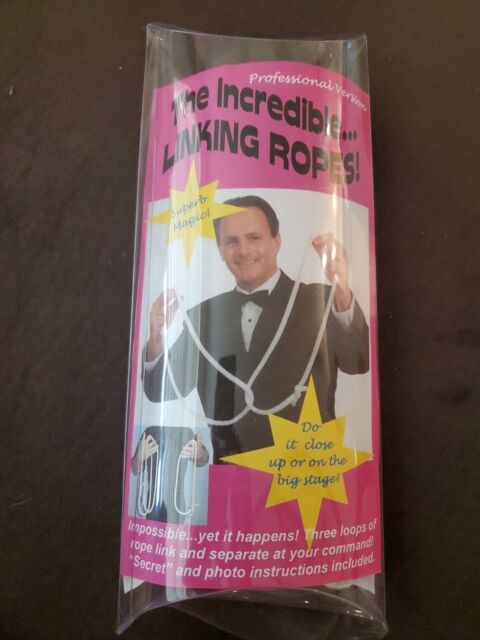 Professional Version
The Incredible...
LINKING ROPES!
Superb
Magic!
Do
it close
up or on the
big stage!
Impossible...yet it happens! Three loops of
rope link and separate at your command!
"Secret" and photo instructions included.